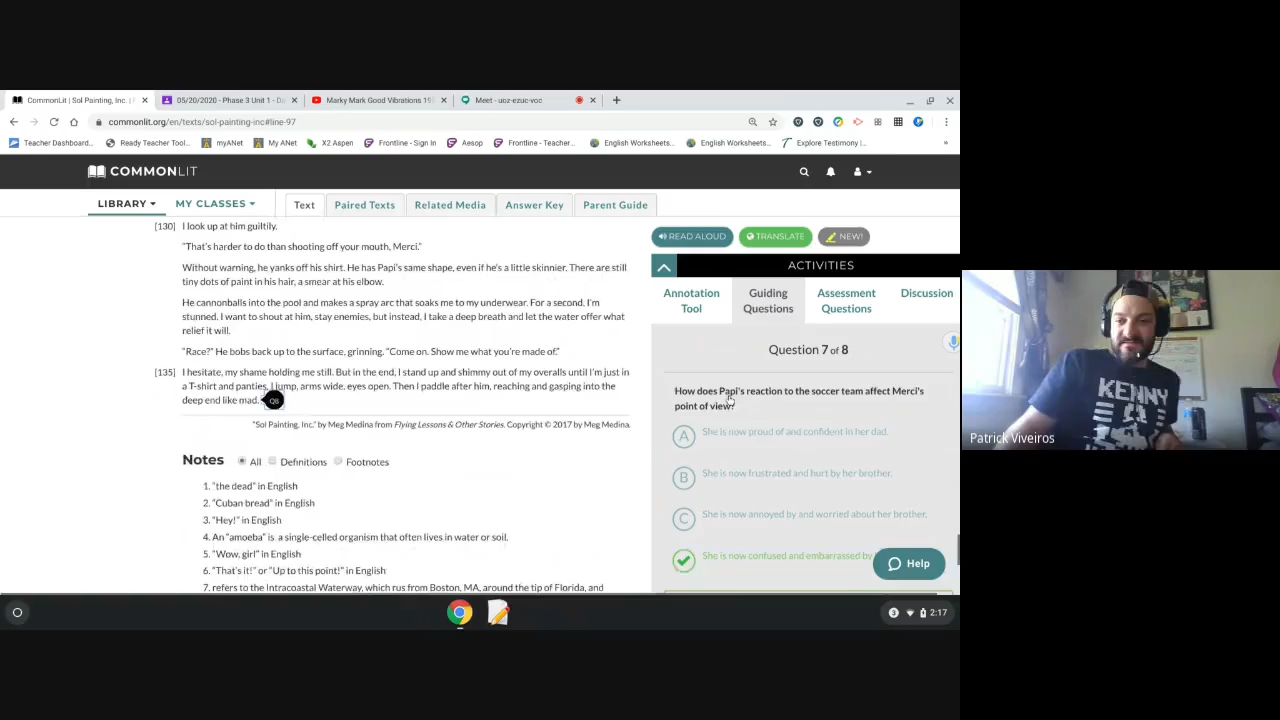 CommonLit | Sol Painting, Inc. |
05/20/2020 - Phase 3 Unit 1 - Da
Marky Mark Good Vibrations 19
Meet - uoz-ezuc-voc
commonlit.org/en/texts/sol-painting-inc#line-97
Teacher Dashboard...
Ready Teacher Tool...
myANet
My ANet
X2 Aspen
Frontline - Sign In
Aesop
Frontline - Teacher...
English Worksheets...
English Worksheets...
Explore Testimony I...
»
COMMONLIT
LIBRARY
MY CLASSES
Text
Paired Texts
Related Media
Answer Key
Parent Guide
[130] I look up at him guiltily.
"That's harder to do than shooting off your mouth, Merci."
Without warning, he yanks off his shirt. He has Papi's same shape, even if he's a little skinnier. There are still
tiny dots of paint in his hair, a smear at his elbow.
He cannonballs into the pool and makes a spray arc that soaks me to my underwear. For a second, I'm
stunned. I want to shout at him, stay enemies, but instead, I take a deep breath and let the water offer what
relief it will.
"Race?" He bobs back up to the surface, grinning. "Come on. Show me what you're made of."
[135] I hesitate, my shame holding me still. But in the end, I stand up and shimmy out of my overalls until I'm just in
a T-shirt and panties. I jump, arms wide, eyes open. Then I paddle after him, reaching and gasping into the
deep end like mad. Q8
"Sol Painting, Inc." by Meg Medina from Flying Lessons & Other Stories. Copyright © 2017 by Meg Medina.
Notes
All
Definitions
Footnotes
1. "the dead" in English
2. "Cuban bread" in English
3. "Hey!" in English
4. An "amoeba" is a single-celled organism that often lives in water or soil.
5. "Wow, girl" in English
6. "That's it!" or "Up to this point!" in English
7. refers to the Intracoastal Waterway, which rus from Boston, MA, around the tip of Florida, and
READ ALOUD
TRANSLATE
NEW!
ACTIVITIES
Annotation
Tool
Guiding
Questions
Assessment
Questions
Discussion
Question 7 of 8
How does Papi's reaction to the soccer team affect Merci's
point of view?
A She is now proud of and confident in her dad.
B She is now frustrated and hurt by her brother.
C She is now annoyed by and worried about her brother.
She is now confused and embarrassed by
Help
3
2:17
KENNY
Patrick Viveiros